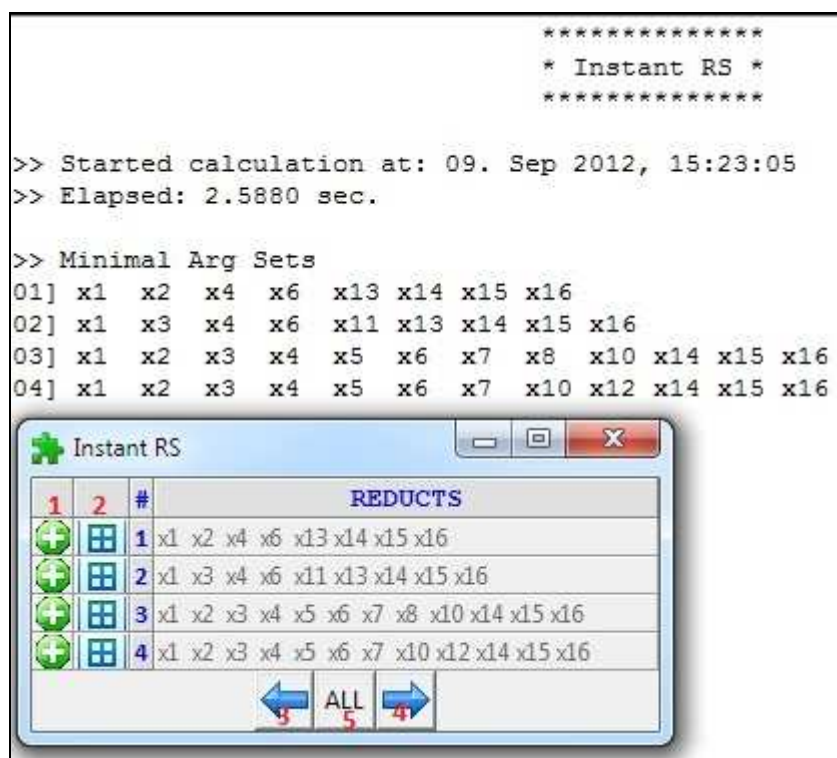 **************
* Instant RS *
**************
>> Started calculation at: 09. Sep 2012, 15:23:05
>> Elapsed: 2.5880 sec.
>> Minimal Arg Sets
01] x1 x2 x4 x6 x13 x14 x15 x16
02] x1 x3 x4 x6 x11 x13 x14 x15 x16
03] x1 x2 x3 x4 x5 x6 x7 x8 x10 x14 x15 x16
04] x1 x2 x3 x4 x5 x6 x7 x10 x12 x14 x15 x16
Instant RS
1 2 # REDUCTS
1 x1 x2 x4 x6 x13 x14 x15 x16
2 x1 x3 x4 x6 x11 x13 x14 x15 x16
3 x1 x2 x3 x4 x5 x6 x7 x8 x10 x14 x15 x16
4 x1 x2 x3 x4 x5 x6 x7 x10 x12 x14 x15 x16
3 ALL 5 4